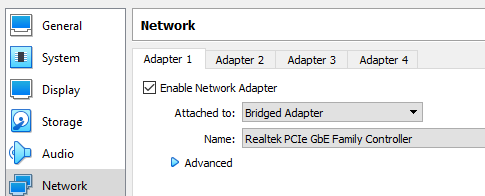 General
System
Display
Storage
Audio
Network
Network
Adapter 1 Adapter 2 Adapter 3 Adapter 4
Enable Network Adapter
Attached to: Bridged Adapter
Name: Realtek PCIe GbE Family Controller
Advanced